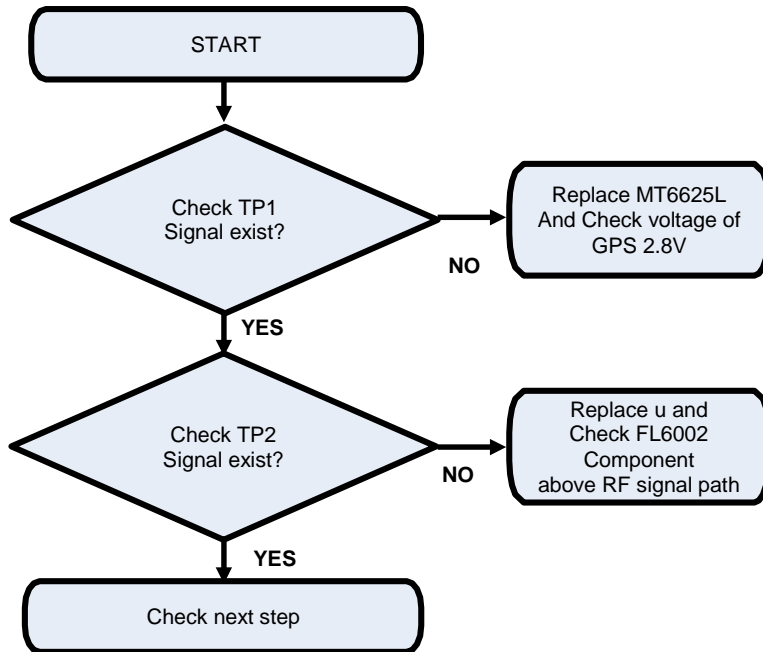 START
Check TP1
Signal exist?
Replace MT6625L
And Check voltage of
GPS 2.8V
NO
YES
Check TP2
Signal exist?
Replace u and
Check FL6002
Component
above RF signal path
NO
YES
Check next step